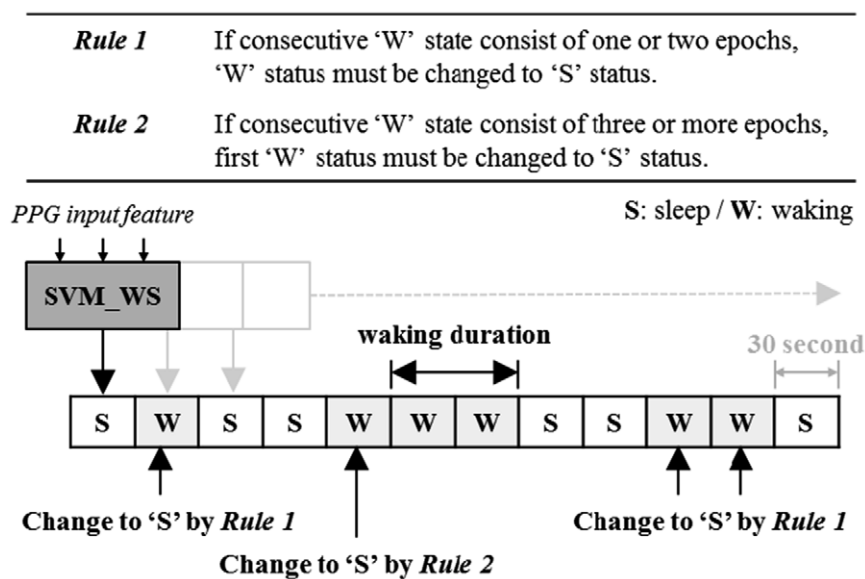 Rule 1 If consecutive ‘W’ state consist of one or two epochs,
‘W’ status must be changed to ‘S’ status.
Rule 2 If consecutive ‘W’ state consist of three or more epochs,
first ‘W’ status must be changed to ‘S’ status.
PPG input feature
S: sleep / W: waking
SVM_WS
waking duration
30 second
S W S S W W W S S W W S
Change to ‘S’ by Rule 1
Change to ‘S’ by Rule 1
Change to ‘S’ by Rule 2